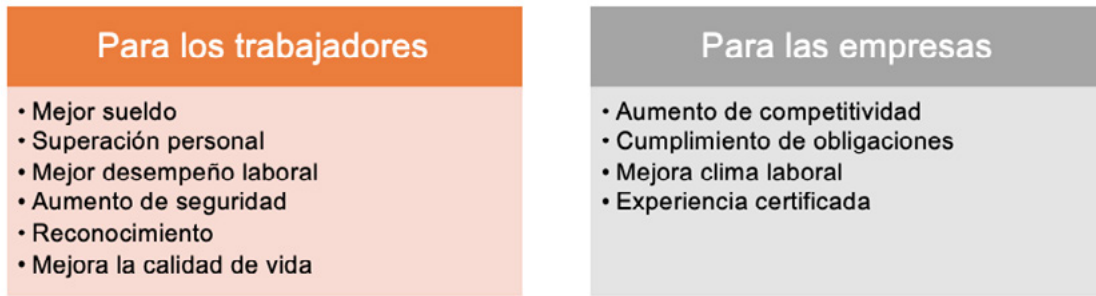 Para los trabajadores
• Mejor sueldo
• Superación personal
• Mejor desempeño laboral
• Aumento de seguridad
• Reconocimiento
• Mejora la calidad de vida
Para las empresas
• Aumento de competitividad
• Cumplimiento de obligaciones
• Mejora clima laboral
• Experiencia certificada